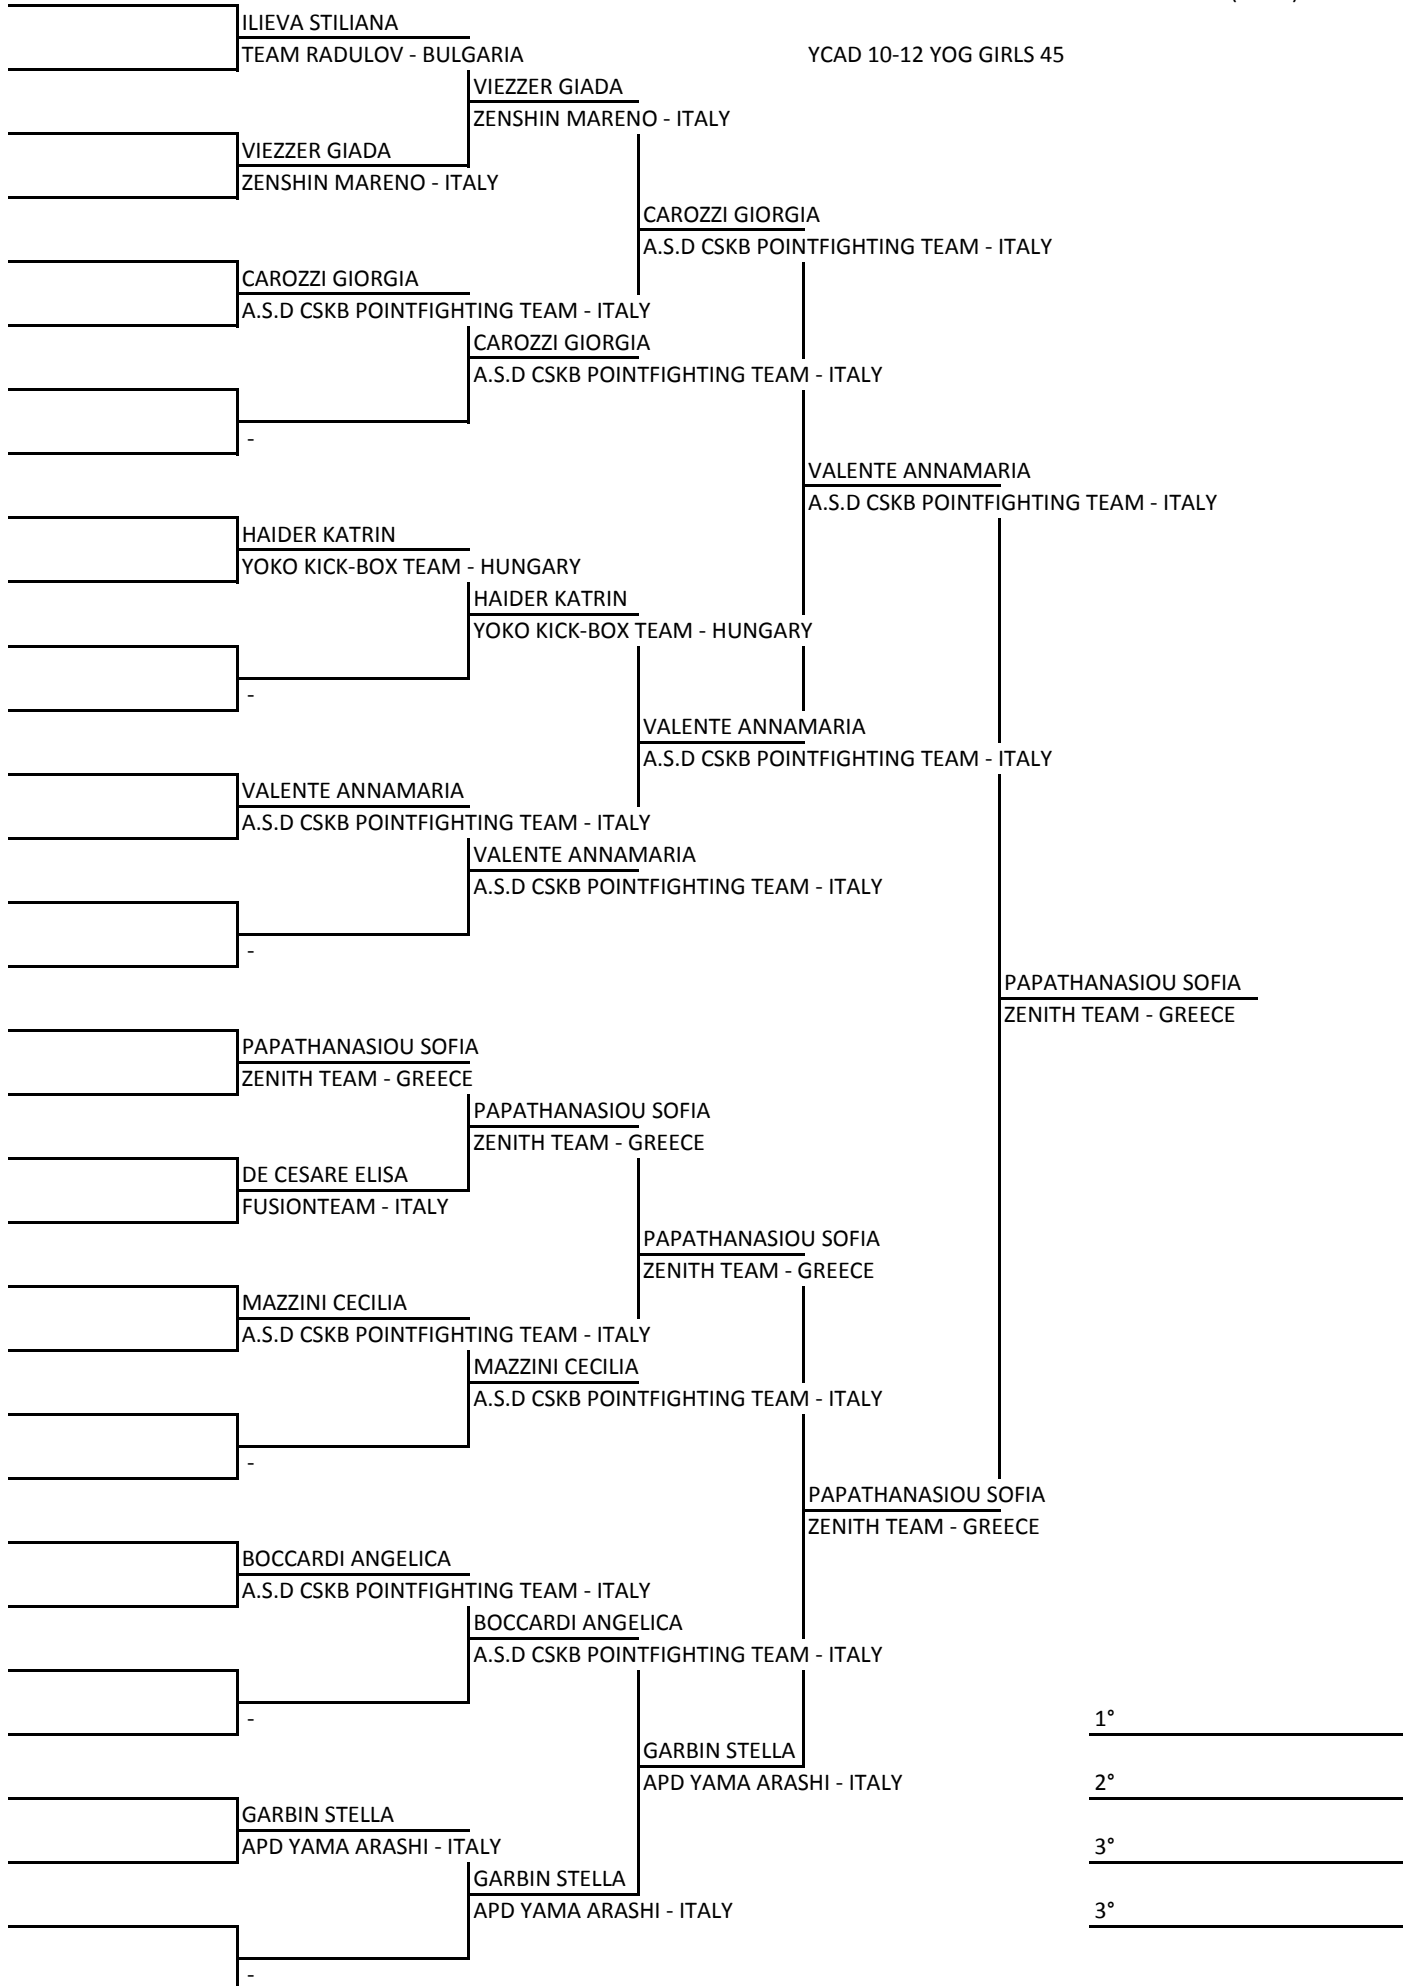 ILIEVA STILIANA
TEAM RADULOV - BULGARIA
YCAD 10-12 YOG GIRLS 45
VIEZZER GIADA
ZENSHIN MARENO - ITALY
VIEZZER GIADA
ZENSHIN MARENO - ITALY
CAROZZI GIORGIA
A.S.D CSKB POINTFIGHTING TEAM - ITALY
CAROZZI GIORGIA
A.S.D CSKB POINTFIGHTING TEAM - ITALY
CAROZZI GIORGIA
A.S.D CSKB POINTFIGHTING TEAM - ITALY
-
VALENTE ANNAMARIA
A.S.D CSKB POINTFIGHTING TEAM - ITALY
HAIDER KATRIN
YOKO KICK-BOX TEAM - HUNGARY
HAIDER KATRIN
YOKO KICK-BOX TEAM - HUNGARY
-
VALENTE ANNAMARIA
A.S.D CSKB POINTFIGHTING TEAM - ITALY
VALENTE ANNAMARIA
A.S.D CSKB POINTFIGHTING TEAM - ITALY
VALENTE ANNAMARIA
A.S.D CSKB POINTFIGHTING TEAM - ITALY
-
PAPATHANASIOU SOFIA
ZENITH TEAM - GREECE
PAPATHANASIOU SOFIA
ZENITH TEAM - GREECE
PAPATHANASIOU SOFIA
ZENITH TEAM - GREECE
DE CESARE ELISA
FUSIONTEAM - ITALY
PAPATHANASIOU SOFIA
ZENITH TEAM - GREECE
MAZZINI CECILIA
A.S.D CSKB POINTFIGHTING TEAM - ITALY
MAZZINI CECILIA
A.S.D CSKB POINTFIGHTING TEAM - ITALY
-
PAPATHANASIOU SOFIA
ZENITH TEAM - GREECE
BOCCARDI ANGELICA
A.S.D CSKB POINTFIGHTING TEAM - ITALY
BOCCARDI ANGELICA
A.S.D CSKB POINTFIGHTING TEAM - ITALY
-
1°
GARBIN STELLA
APD YAMA ARASHI - ITALY
2°
GARBIN STELLA
APD YAMA ARASHI - ITALY
3°
GARBIN STELLA
APD YAMA ARASHI - ITALY
3°
-